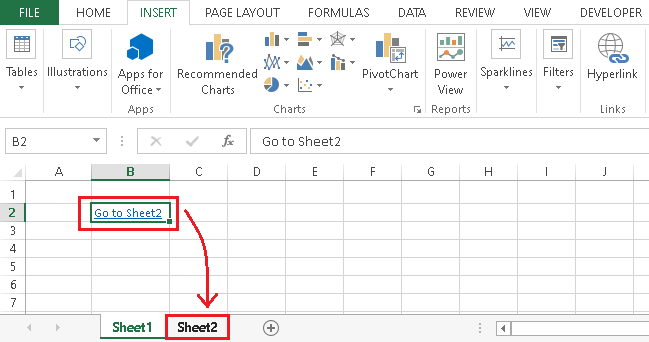 FILE HOME INSERT PAGE LAYOUT FORMULAS DATA REVIEW VIEW DEVELOPER
Tables Illustrations Apps for Office Recommended Charts PivotChart Power View Sparklines Filters Hyperlink
Apps Charts Reports Links
B2 fx Go to Sheet2
A B C D E F G H I J
1
2 Go to Sheet2
3
4
5
6
7
Sheet1 Sheet2